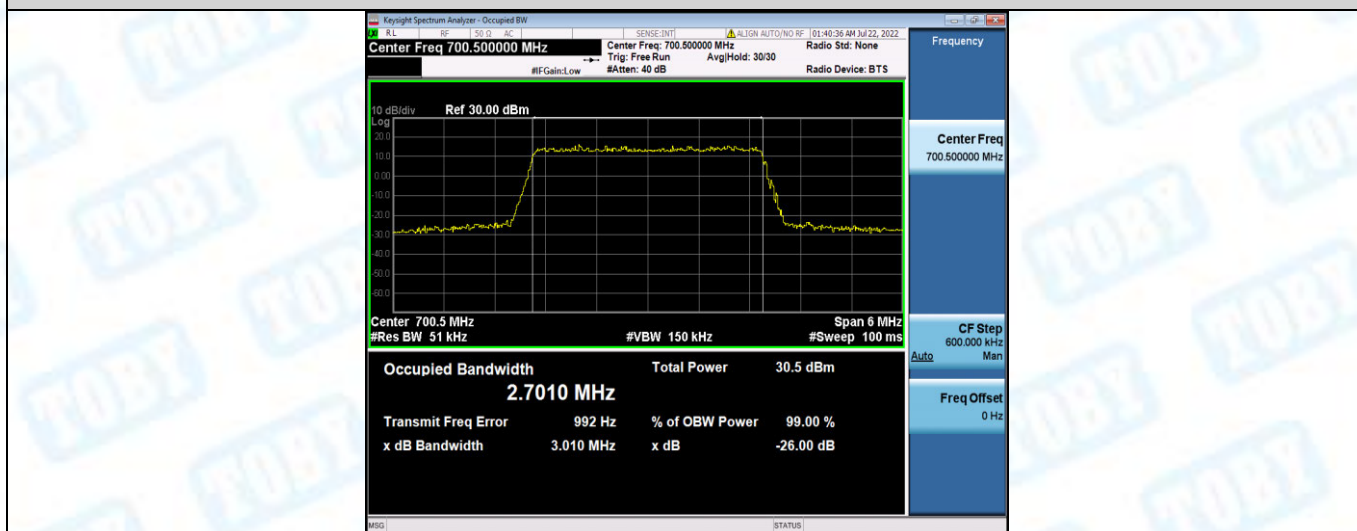 Keysight Spectrum Analyzer - Occupied BW
RL RF 50 Ω AC SENSE:INT ALIGN AUTO/NO RF 01:40:36 AM Jul 22, 2022
Center Freq 700.500000 MHz
Center Freq: 700.500000 MHz Radio Std: None
Trig: Free Run Avg|Hold: 30/30
#IFGain:Low #Atten: 40 dB Radio Device: BTS
Frequency
10 dB/div Ref 30.00 dBm
Log
20.0
10.0
0.00
-10.0
-20.0
-30.0
-40.0
-50.0
-60.0
Center 700.5 MHz Span 6 MHz
#Res BW 51 kHz #VBW 150 kHz #Sweep 100 ms
Center Freq
700.500000 MHz
CF Step
600.000 kHz
Auto Man
Freq Offset
0 Hz
Occupied Bandwidth Total Power 30.5 dBm
2.7010 MHz
Transmit Freq Error 992 Hz % of OBW Power 99.00 %
x dB Bandwidth 3.010 MHz x dB -26.00 dB
MSG STATUS
TOBY